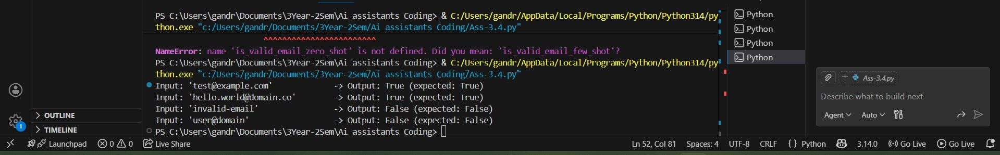 PS C:\Users\gandr\Documents\3Year-2Sem\Ai assistants Coding> & C:/Users/gandr/AppData/Local/Programs/Python/Python314/py
thon.exe "c:/Users/gandr/Documents/3Year-2Sem/Ai assistants Coding/Ass-3.4.py"
^^^^^^^^^^^^^^^^^^^^^^^^
NameError: name 'is_valid_email_zero_shot' is not defined. Did you mean: 'is_valid_email_few_shot'?
PS C:\Users\gandr\Documents\3Year-2Sem\Ai assistants Coding> & C:/Users/gandr/AppData/Local/Programs/Python/Python314/py
thon.exe "c:/Users/gandr/Documents/3Year-2Sem/Ai assistants Coding/Ass-3.4.py"
Input: 'test@example.com' -> Output: True (expected: True)
Input: 'hello.world@domain.co' -> Output: True (expected: True)
Input: 'invalid-email' -> Output: False (expected: False)
Input: 'user@domain' -> Output: False (expected: False)
PS C:\Users\gandr\Documents\3Year-2Sem\Ai assistants Coding>
Python
Python
Python
Python
Ass-3.4.py
Describe what to build next
Agent
Auto
OUTLINE
TIMELINE
1
Launchpad
0
0
Live Share
Ln 52, Col 81
Spaces: 4
UTF-8
CRLF
{ } Python
3.14.0
Go Live
Go Live